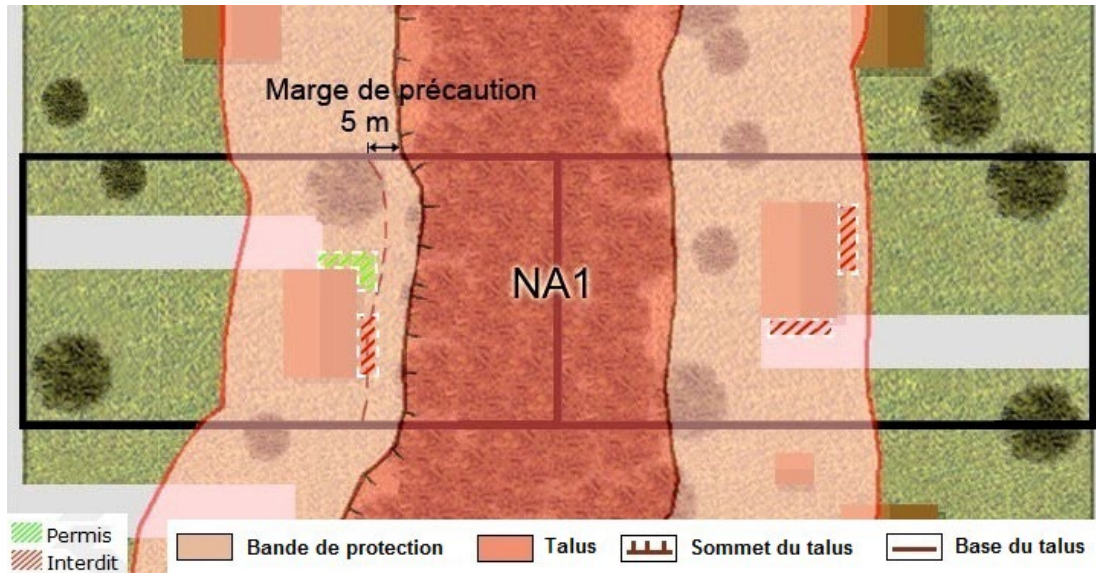 Marge de précaution
5 m
NA1
Permis
Interdit
Bande de protection
Talus
Sommet du talus
Base du talus